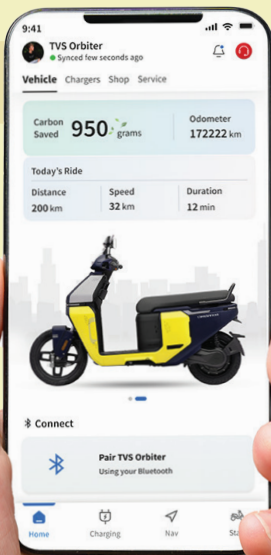 9:41
TVS Orbiter
Synced few seconds ago
Vehicle Chargers Shop Service
Carbon Saved 950 grams
Odometer
172222 km
Today's Ride
Distance Speed Duration
200 km 32 km 12 min
Connect
Pair TVS Orbiter
Using your Bluetooth
Home Charging Nav